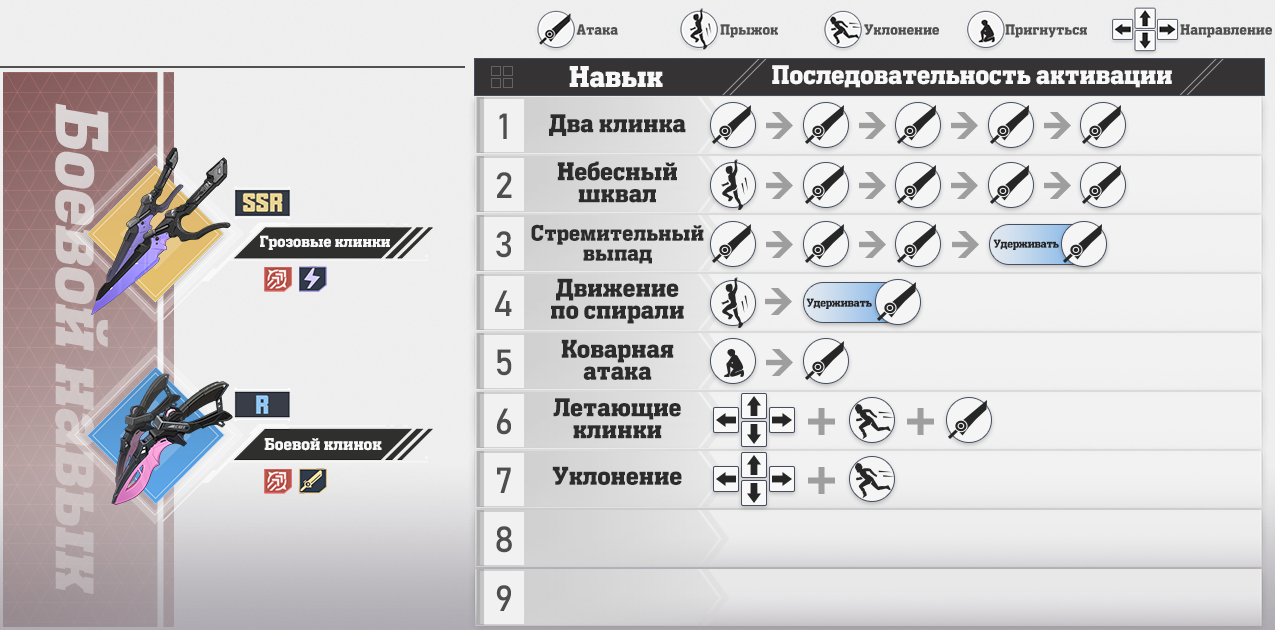 Атака
Прыжок
Уклонение
Пригнуться
Направление
Боевой навык
SSR
Грозовые клинки
R
Боевой клинок
Навык
Последовательность активации
1
Два клинка
2
Небесный
шквал
3
Стремительный
выпад
Удерживать
4
Движение
по спирали
Удерживать
5
Коварная
атака
6
Летающие
клинки
7
Уклонение
8
9